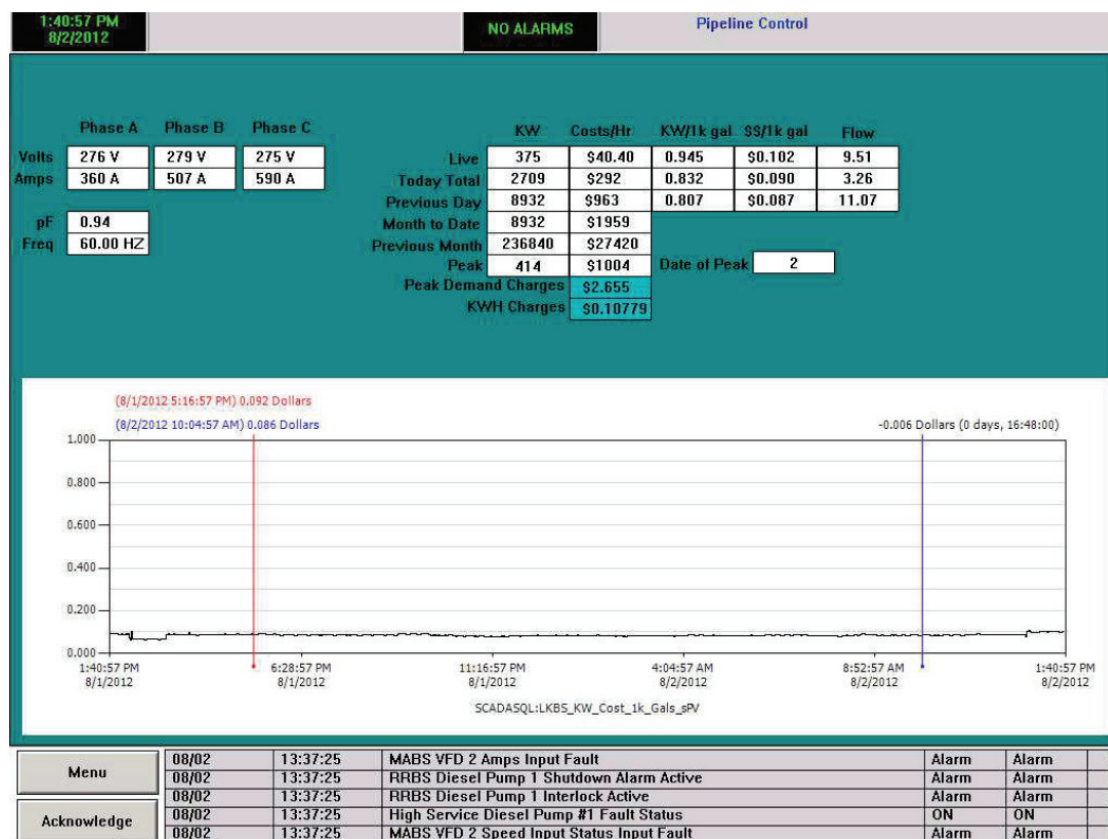 1:40:57 PM
8/2/2012
NO ALARMS
Pipeline Control
Phase A Phase B Phase C
Volts 276 V 279 V 275 V
Amps 360 A 507 A 590 A
pF 0.94
Freq 60.00 HZ
KW Costs/Hr KW/1k gal $$/1k gal Flow
Live 375 $40.40 0.945 $0.102 9.51
Today Total 2709 $292 0.832 $0.090 3.26
Previous Day 8932 $963 0.807 $0.087 11.07
Month to Date 8932 $1959
Previous Month 236840 $27420
Peak 414 $1004 Date of Peak 2
Peak Demand Charges $2.655
KWH Charges $0.10779
(8/1/2012 5:16:57 PM) 0.092 Dollars
(8/2/2012 10:04:57 AM) 0.086 Dollars
-0.006 Dollars (0 days, 16:48:00)
1.000
0.800
0.600
0.400
0.200
0.000
1:40:57 PM 6:28:57 PM 11:16:57 PM 4:04:57 AM 8:52:57 AM 1:40:57 PM
8/1/2012 8/1/2012 8/1/2012 8/2/2012 8/2/2012 8/2/2012
SCADASQL:LKBS_KW_Cost_1k_Gals_sPV
Menu
Acknowledge
08/02 13:37:25 MABS VFD 2 Amps Input Fault Alarm Alarm
08/02 13:37:25 RRBS Diesel Pump 1 Shutdown Alarm Active Alarm Alarm
08/02 13:37:25 RRBS Diesel Pump 1 Interlock Active Alarm Alarm
08/02 13:37:25 High Service Diesel Pump #1 Fault Status ON ON
08/02 13:37:25 MABS VFD 2 Speed Input Status Input Fault Alarm Alarm